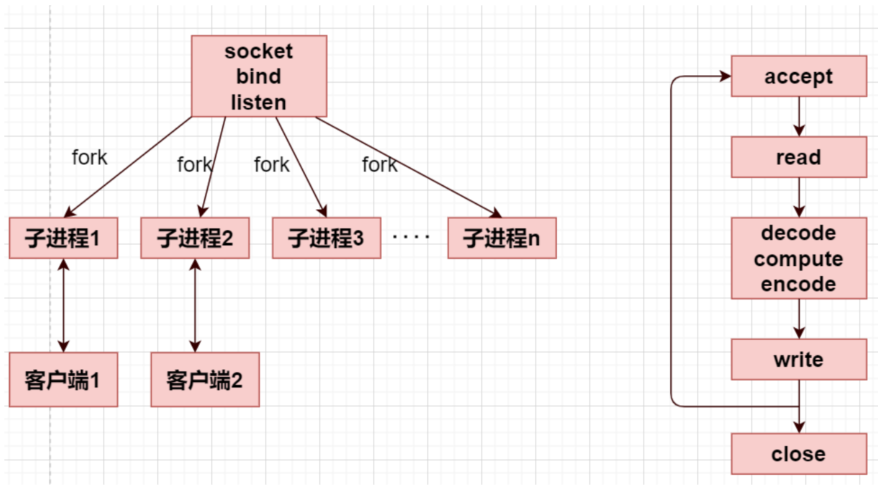 socket
bind
listen
fork
fork
fork
fork
子进程1
子进程2
子进程3
····
子进程n
客户端1
客户端2
accept
read
decode
compute
encode
write
close